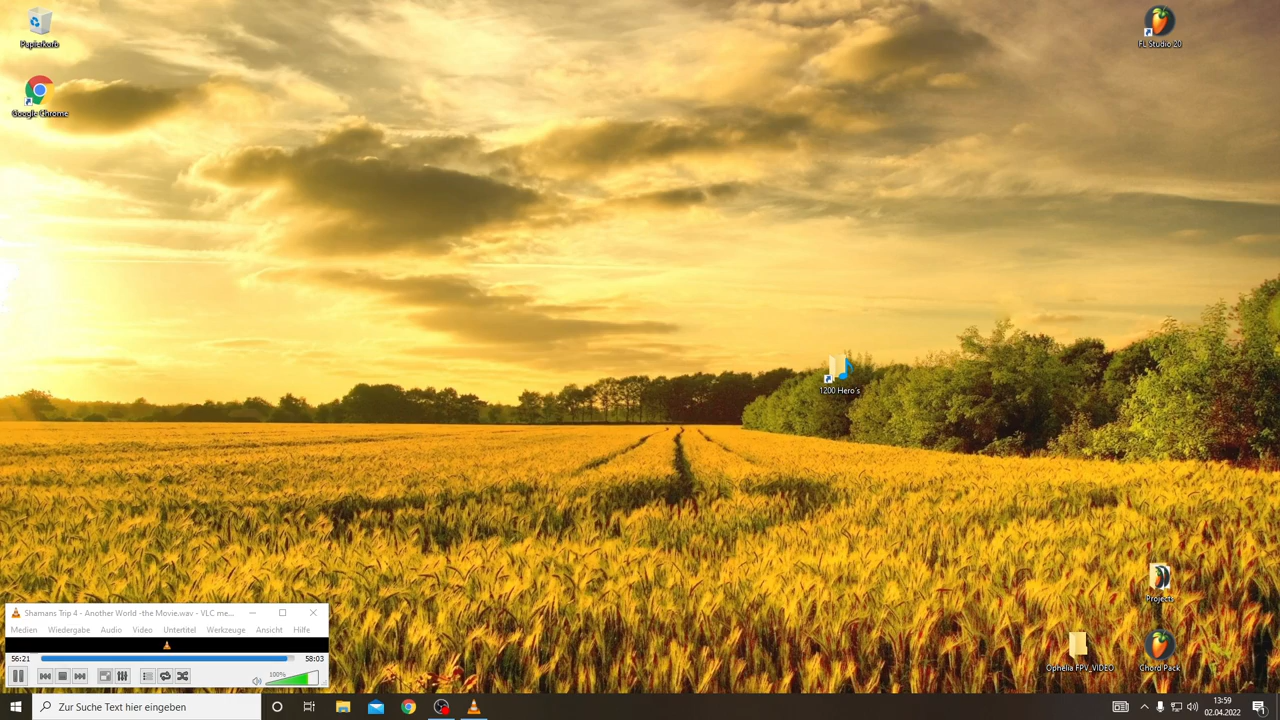 Papierkorb
Google Chrome
FL Studio 20
1200 Hero's
Projects
Ophelia FPV_VIDEO
Chord Pack
Shamans Trip 4 - Another World -the Movie.wav - VLC me...
Medien Wiedergabe Audio Video Untertitel Werkzeuge Ansicht Hilfe
56:21 58:03
100%
Zur Suche Text hier eingeben
13:59
02.04.2022
1